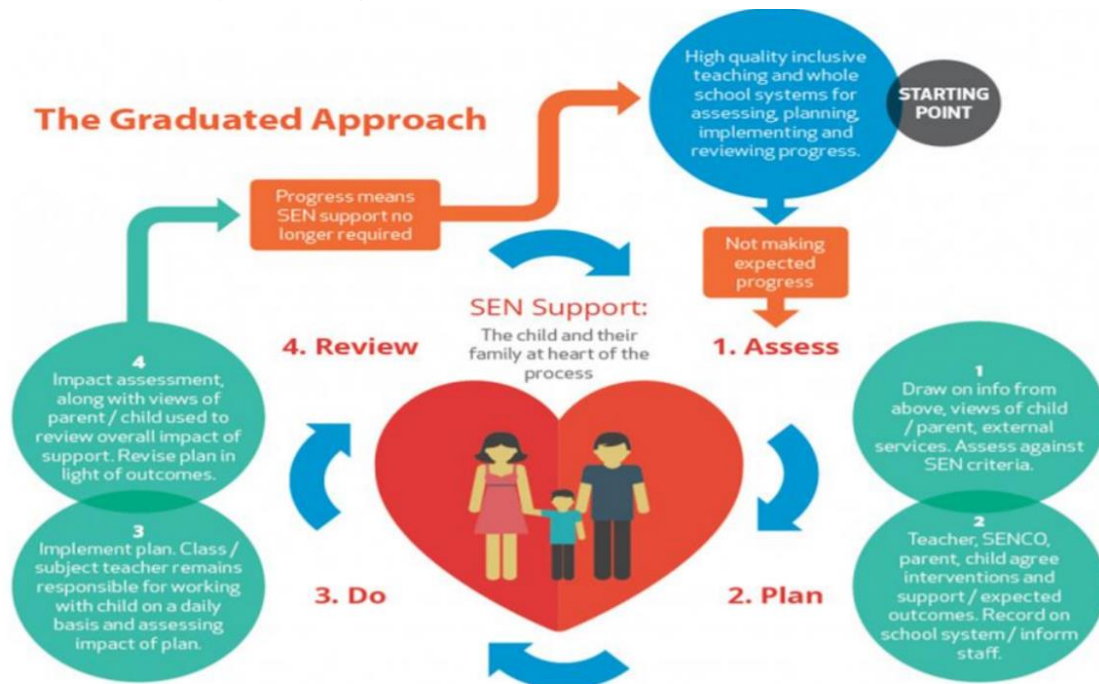 High quality inclusive
teaching and whole
school systems for
assessing, planning,
implementing and
reviewing progress.
STARTING
POINT
The Graduated Approach
Progress means
SEN support no
longer required
Not making
expected
progress
SEN Support:
The child and their
family at heart of the
process
4. Review
1. Assess
4
Impact assessment,
along with views of
parent / child used to
review overall impact of
support. Revise plan in
light of outcomes.
1
Draw on info from
above, views of child
/ parent, external
services. Assess against
SEN criteria.
3
Implement plan. Class /
subject teacher remains
responsible for working
with child on a daily
basis and assessing
impact of plan.
3. Do
2. Plan
2
Teacher, SENCO,
parent, child agree
interventions and
support / expected
outcomes. Record on
school system / inform
staff.